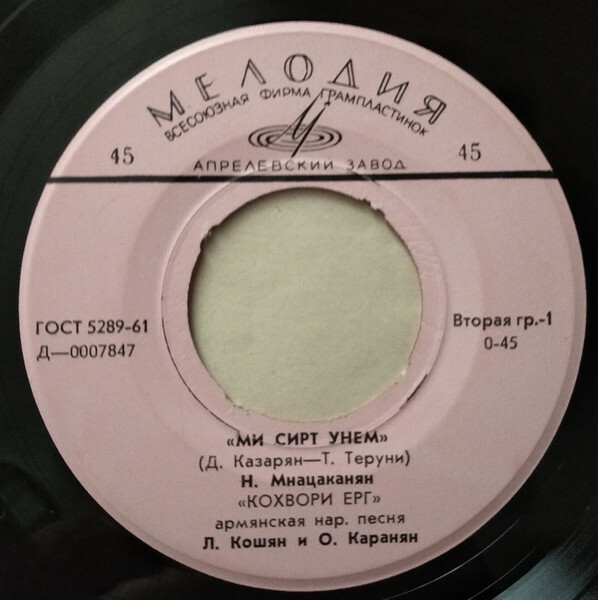 МЕЛОДИЯ
ВСЕСОЮЗНАЯ ФИРМА ГРАМПЛАСТИНОК
45
45
АПРЕЛЕВСКИЙ ЗАВОД
ГОСТ 5289-61
Д—0007847
Вторая гр.-1
0-45
«МИ СИРТ УНЕМ»
(Д. Казарян—Т. Теруни)
Н. Мнацаканян
«КОХВОРИ ЕРГ»
армянская нар. песня
Л. Кошян и О. Каранян